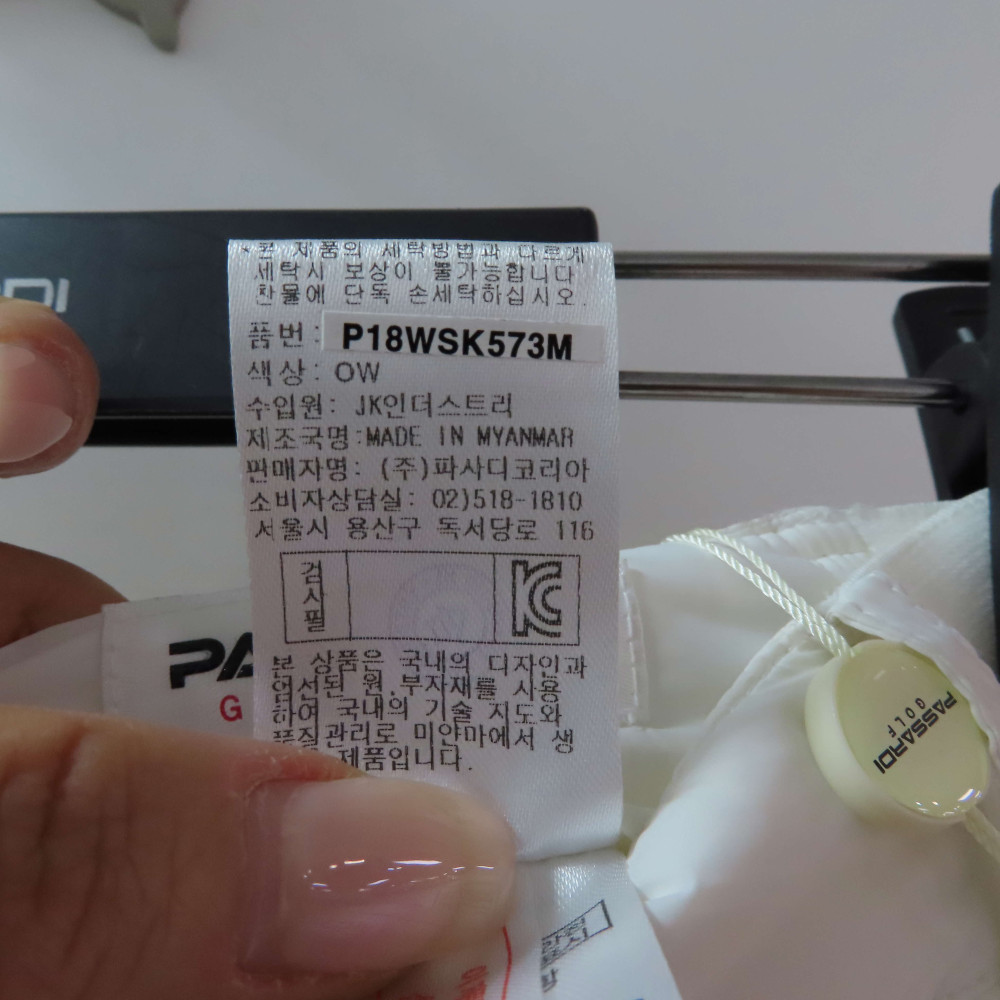 본 제품의 세탁방법과 다르게
세탁시 보상이 불가능합니다
찬물에 단독 손세탁하십시오.
품번: P18WSK573M
색상: OW
수입원: JK인더스트리
제조국명:MADE IN MYANMAR
판매자명: (주)파사디코리아
소비자상담실: 02)518-1810
서울시 용산구 독서당로 116
검사필
KC
본 상품은 국내의 디자인과
엄선된 원,부자재를 사용
하여 국내의 기술 지도와
품질관리로 미얀마에서 생
제품입니다.
PA
G
PASSARDI
GOLF